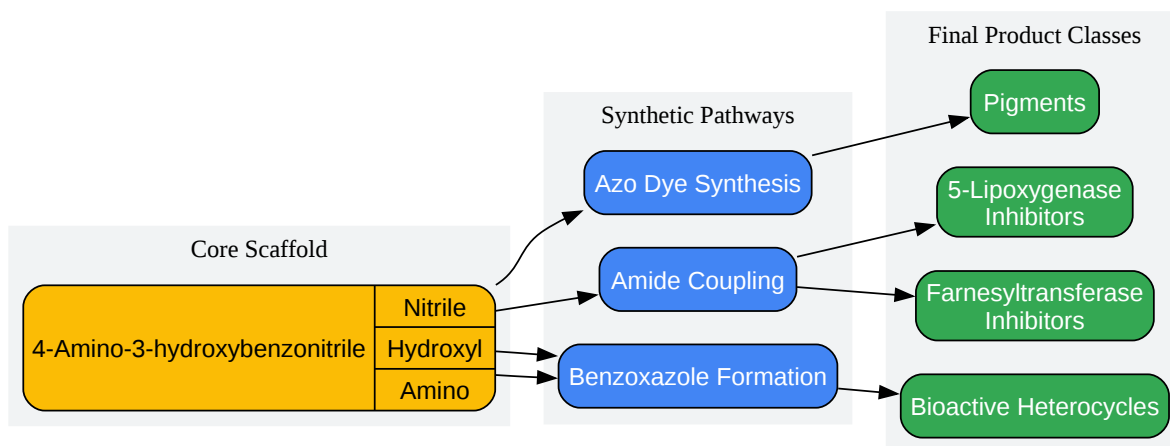 Core Scaffold
4-Amino-3-hydroxybenzonitrile
Nitrile
Hydroxyl
Amino
Synthetic Pathways
Azo Dye Synthesis
Amide Coupling
Benzoxazole Formation
Final Product Classes
Pigments
5-Lipoxygenase
Inhibitors
Farnesyltransferase
Inhibitors
Bioactive Heterocycles